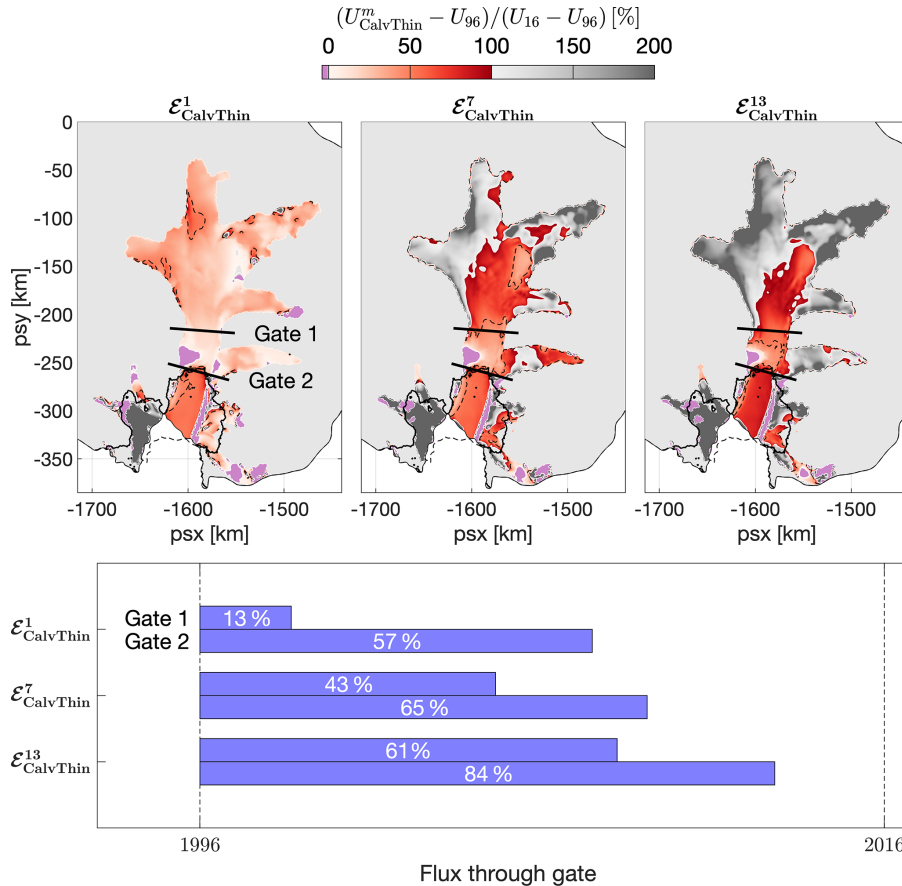 (U^m_CalvThin − U_96)/(U_16 − U_96) [%]
0 50 100 150 200
ℰ^1_CalvThin ℰ^7_CalvThin ℰ^13_CalvThin
0
-50
-100
-150
-200
-250
-300
-350
psy [km]
Gate 1
Gate 2
-1700 -1600 -1500 -1700 -1600 -1500 -1700 -1600 -1500
psx [km] psx [km] psx [km]
ℰ^1_CalvThin
Gate 1
13 %
Gate 2
57 %
ℰ^7_CalvThin
43 %
65 %
ℰ^13_CalvThin
61%
84 %
1996 2016
Flux through gate